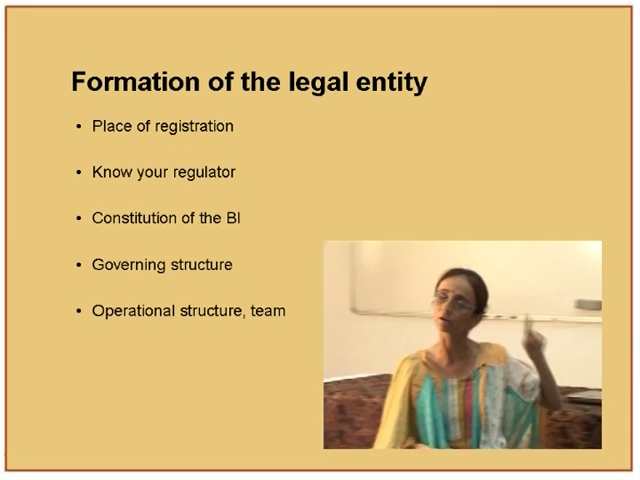 Formation of the legal entity
• Place of registration
• Know your regulator
• Constitution of the BI
• Governing structure
• Operational structure, team